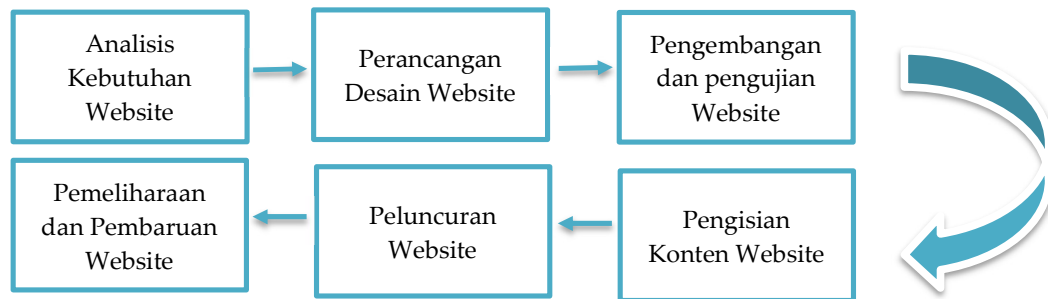 Analisis
Kebutuhan
Website
Perancangan
Desain Website
Pengembangan
dan pengujian
Website
Pengisian
Konten Website
Peluncuran
Website
Pemeliharaan
dan Pembaruan
Website